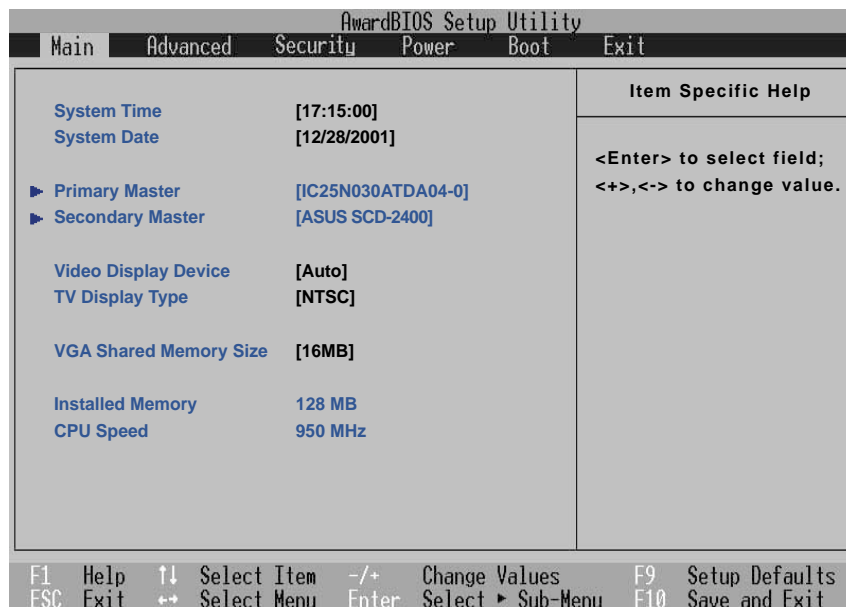 AwardBIOS Setup Utility
Main Advanced Security Power Boot Exit
Item Specific Help
System Time [17:15:00]
System Date [12/28/2001]
<Enter> to select field;
<+>,<-> to change value.
Primary Master [IC25N030ATDA04-0]
Secondary Master [ASUS SCD-2400]
Video Display Device [Auto]
TV Display Type [NTSC]
VGA Shared Memory Size [16MB]
Installed Memory 128 MB
CPU Speed 950 MHz
F1 Help ↑↓ Select Item -/+ Change Values F9 Setup Defaults
ESC Exit ←→ Select Menu Enter Select ► Sub-Menu F10 Save and Exit